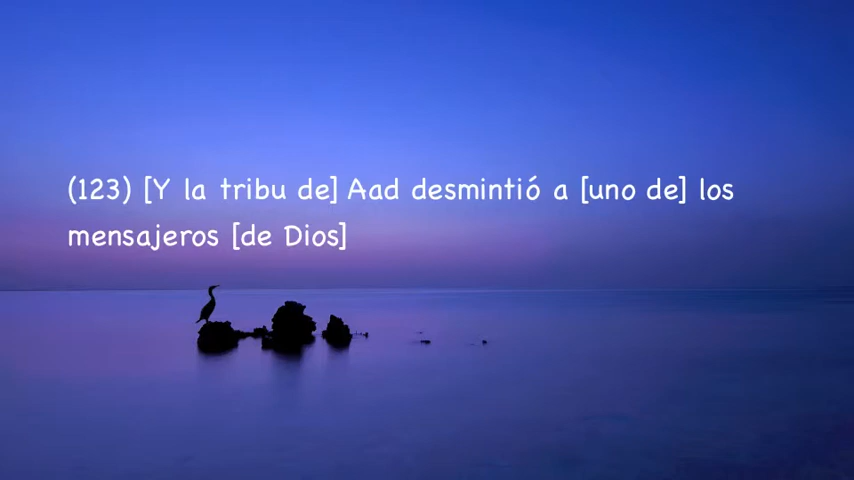 (123) [Y la tribu de] Aad desmintió a [uno de] los
mensajeros [de Dios]